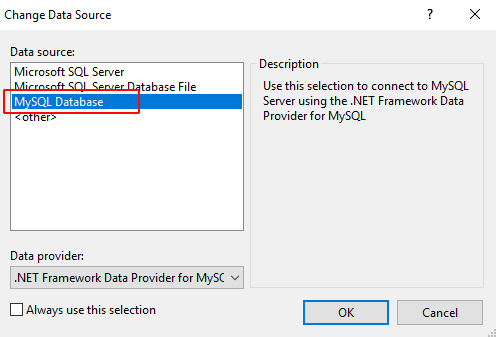 Change Data Source
?
Data source:
Microsoft SQL Server
Microsoft SQL Server Database File
MySQL Database
<other>
Description
Use this selection to connect to MySQL
Server using the .NET Framework Data
Provider for MySQL
Data provider:
.NET Framework Data Provider for MySQ
Always use this selection
OK
Cancel